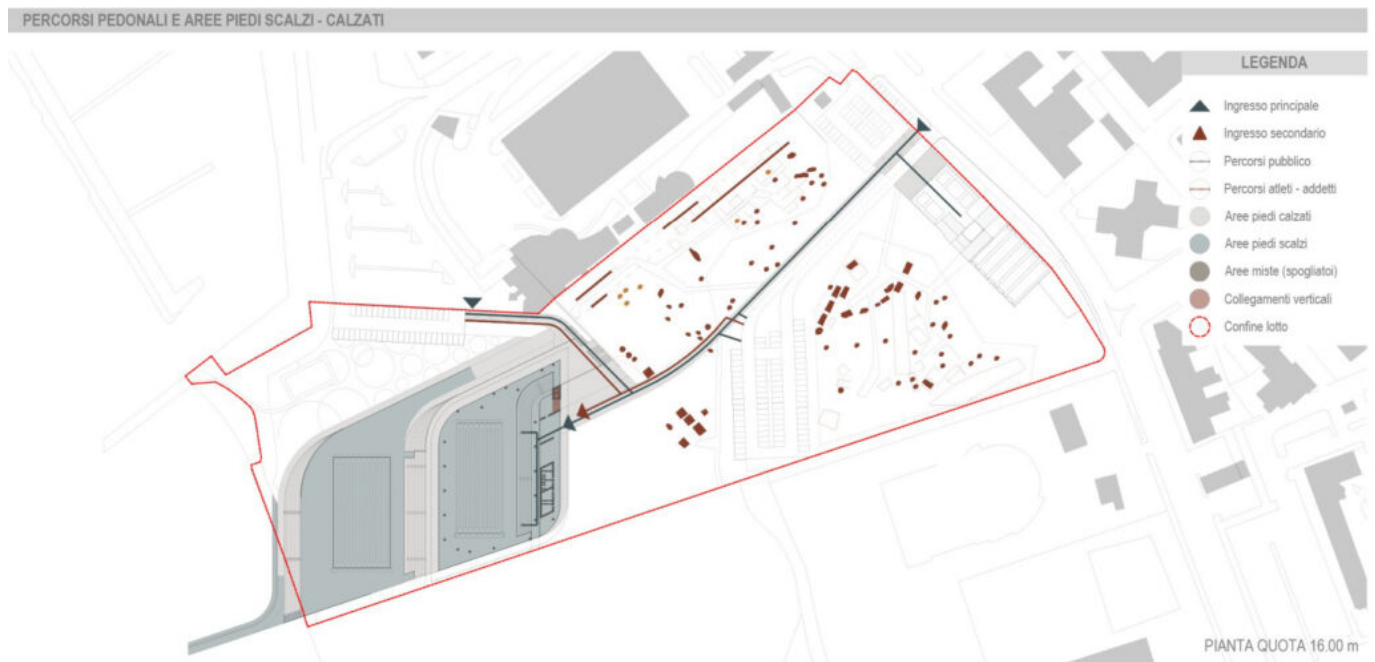 PERCORSI PEDONALI E AREE PIEDI SCALZI - CALZATI
LEGENDA
Ingresso principale
Ingresso secondario
Percorsi pubblico
Percorsi atleti - addetti
Aree piedi calzati
Aree piedi scalzi
Aree miste (spogliatoi)
Collegamenti verticali
Confine lotto
PIANTA QUOTA 16.00 m